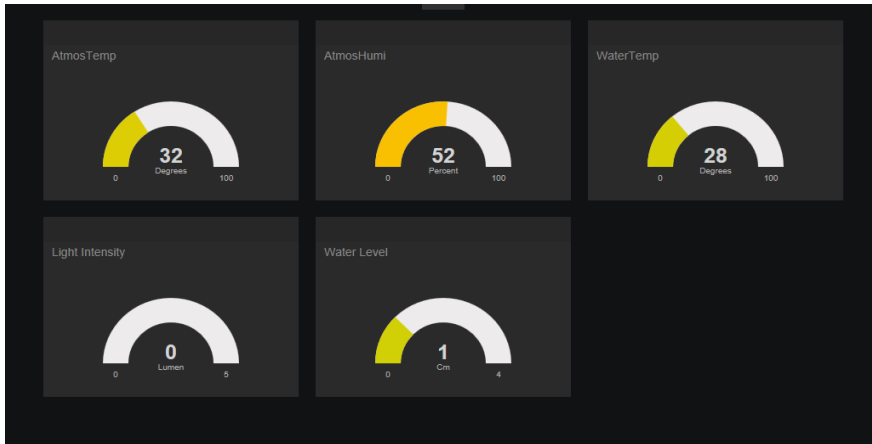 AtmosTemp
32
Degrees
0 100
AtmosHumi
52
Percent
0 100
WaterTemp
28
Degrees
0 100
Light Intensity
0
Lumen
0 5
Water Level
1
Cm
0 4